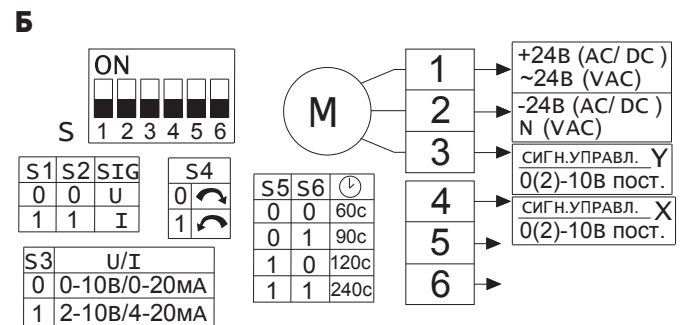 Б
ON
S 1 2 3 4 5 6
S1 S2 SIG
0 0 U
1 1 I
S4
0
1
S3 U/I
0 0-10В/0-20мА
1 2-10В/4-20мА
S5 S6
0 0 60с
0 1 90с
1 0 120с
1 1 240с
M
1
2
3
4
5
6
+24В (AC/ DC )
~24В (VAC)
-24В (AC/ DC )
N (VAC)
СИГН.УПРАВЛ. Y
0(2)-10В пост.
СИГН.УПРАВЛ. X
0(2)-10В пост.